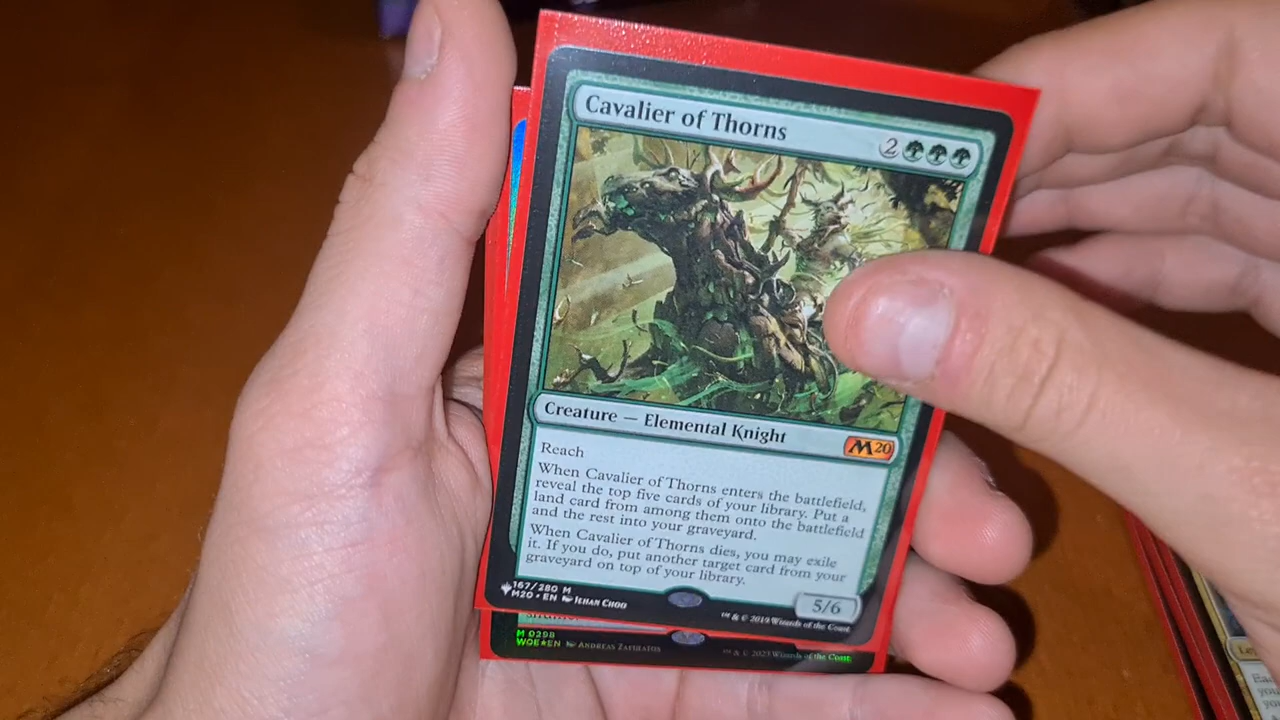 Cavalier of Thorns
2
Creature — Elemental Knight
M20
Reach
When Cavalier of Thorns enters the battlefield,
reveal the top five cards of your library. Put a
land card from among them onto the battlefield
and the rest into your graveyard.
When Cavalier of Thorns dies, you may exile
it. If you do, put another target card from your
graveyard on top of your library.
167/280 M
M20 • EN Jehan Choo
5/6
™ & © 2019 Wizards of the Coast
M 0298
WOE★EN Andreas Zafiratos
™ & © 2023 Wizards of the Coast